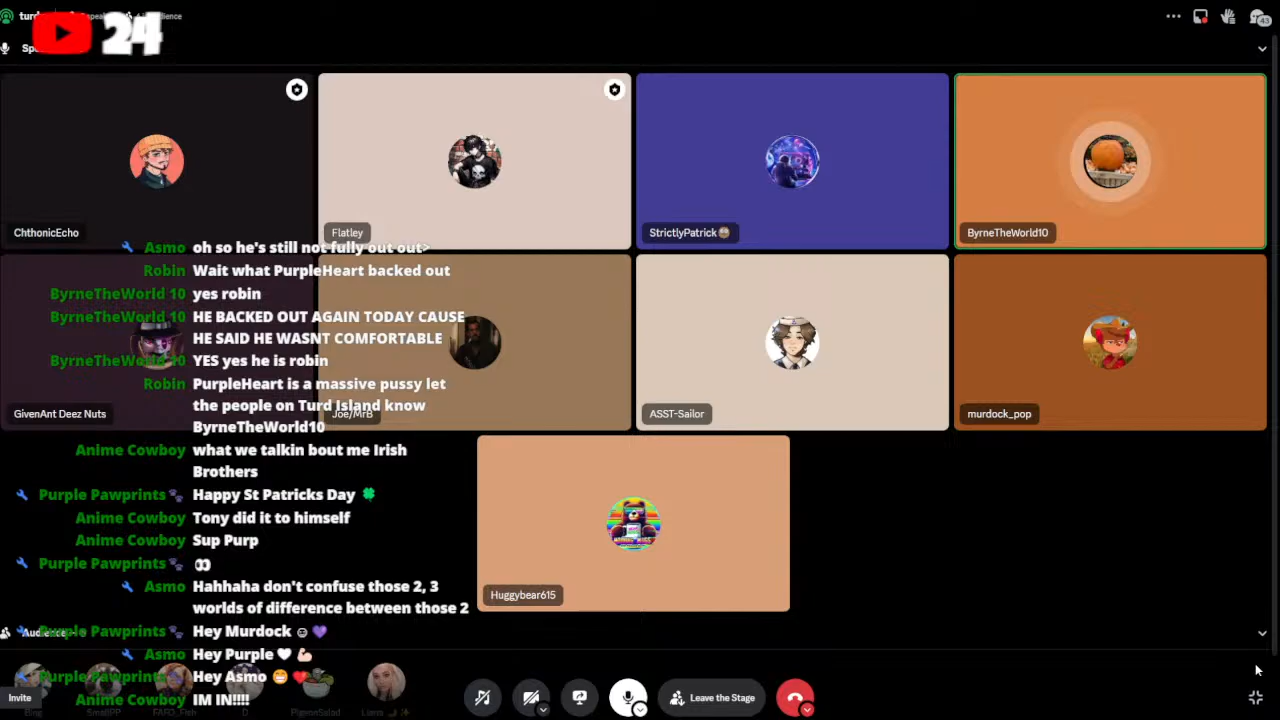 24
43
ChthonicEcho
Flatley
StrictlyPatrick
ByrneTheWorld10
Asmo oh so he's still not fully out out>
Robin Wait what PurpleHeart backed out
ByrneTheWorld 10 yes robin
ByrneTheWorld 10 HE BACKED OUT AGAIN TODAY CAUSE
HE SAID HE WASNT COMFORTABLE
ByrneTheWorld 10 YES yes he is robin
Robin PurpleHeart is a massive pussy let
the people on Turd Island know
ByrneTheWorld10
GivenAnt Deez Nuts
Joe/MrB
ASST-Sailor
murdock_pop
Anime Cowboy what we talkin bout me Irish
Brothers
Purple Pawprints🐾 Happy St Patricks Day 🍀
Anime Cowboy Tony did it to himself
Anime Cowboy Sup Purp
Purple Pawprints🐾 👀
Asmo Hahhaha don't confuse those 2, 3
worlds of difference between those 2
Huggybear615
Audience
Purple Pawprints🐾 Hey Murdock ☺💜
Asmo Hey Purple 🤍💪🏻
Purple Pawprints Hey Asmo 😁💔
Anime Cowboy IM IN!!!!
Invite
Leave the Stage